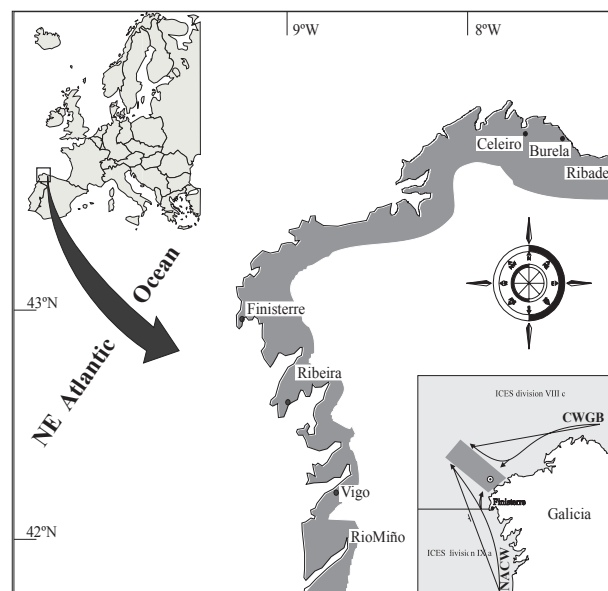 9ºW
8ºW
Celeiro
Burela
Ribade
NE Atlantic Ocean
43ºN
Finisterre
Ribeira
ICES division VIII c
CWGB
Finisterre
Galicia
Vigo
42ºN
RioMiño
ICES
IX a
NACW